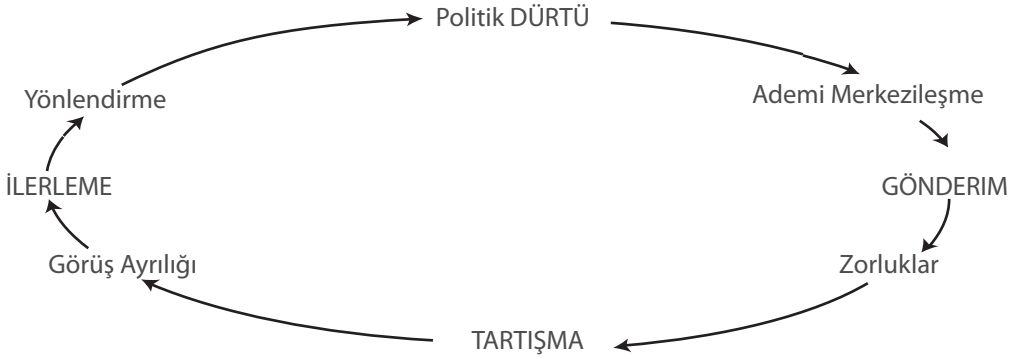 Politik DÜRTÜ
Ademi Merkezileşme
Yönlendirme
GÖNDERIM
İLERLEME
Zorluklar
Görüş Ayrılığı
TARTIŞMA